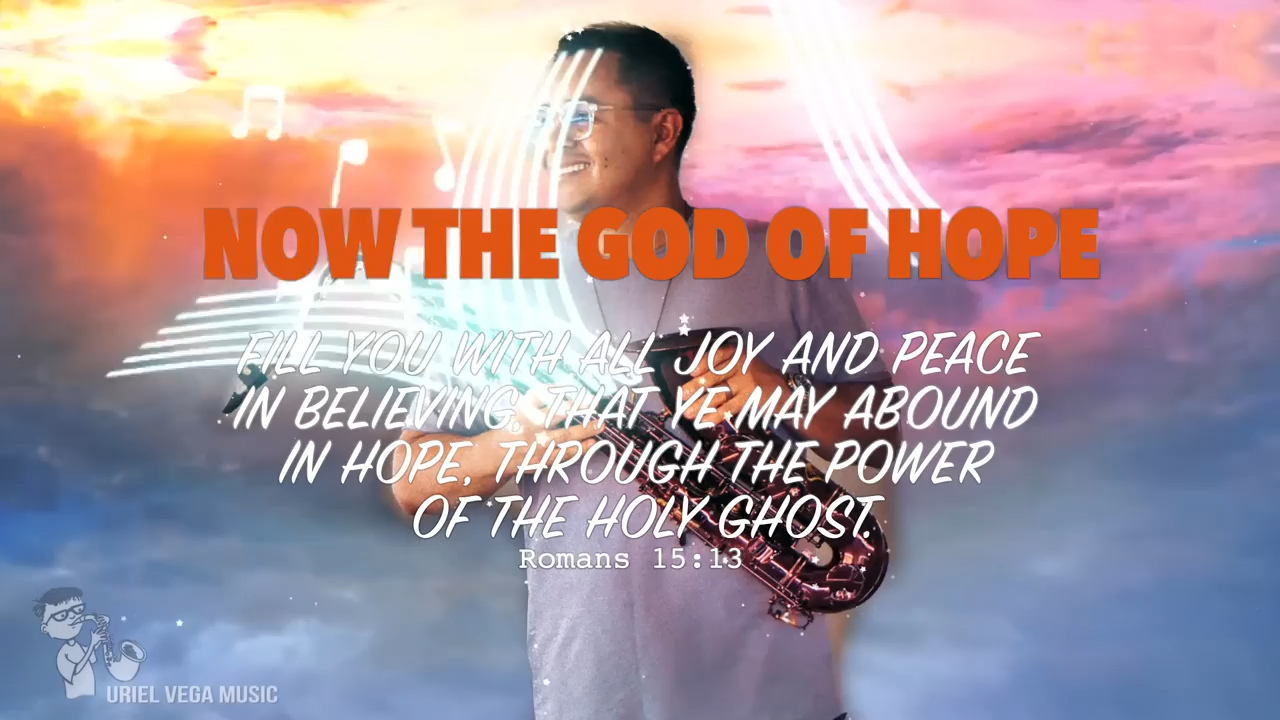 NOW THE GOD OF HOPE
FILL YOU WITH ALL JOY AND PEACE
IN BELIEVING, THAT YE MAY ABOUND
IN HOPE, THROUGH THE POWER
OF THE HOLY GHOST.
Romans 15:13
URIEL VEGA MUSIC